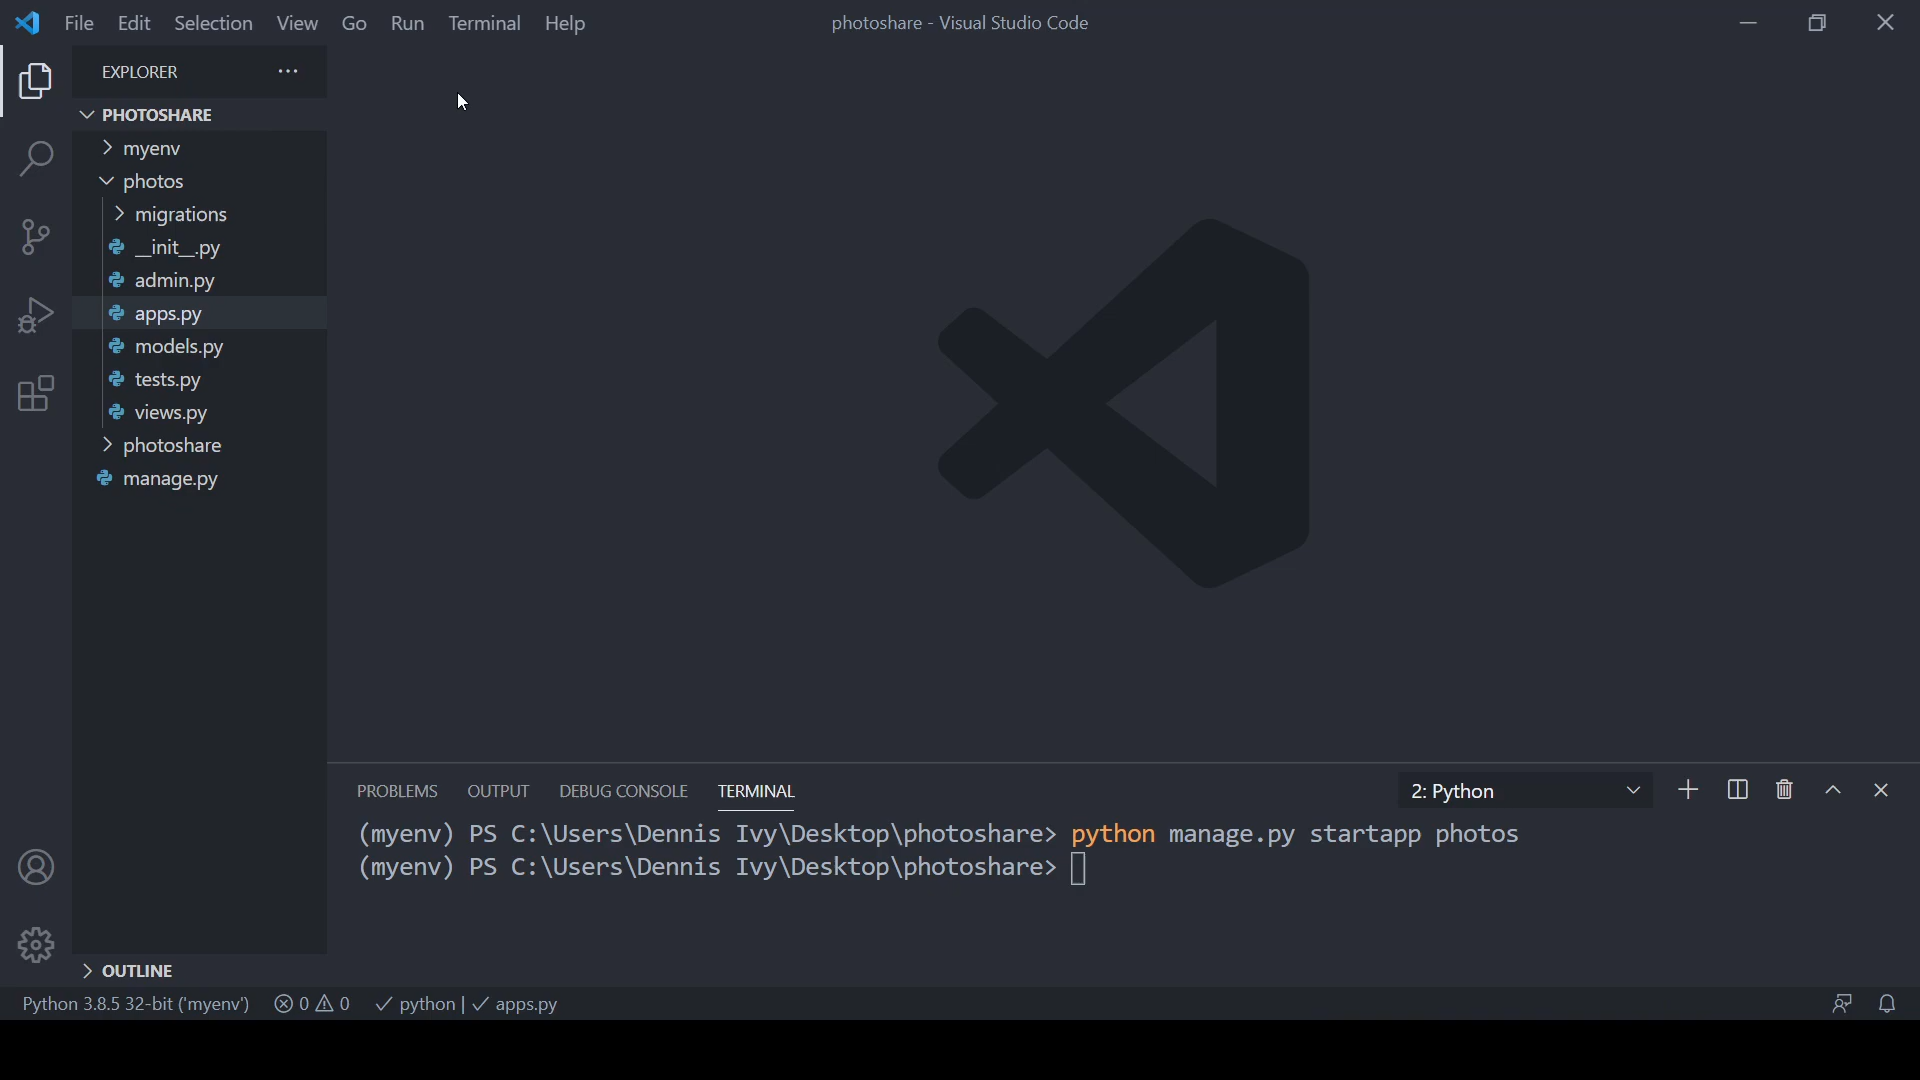 File Edit Selection View Go Run Terminal Help
photoshare - Visual Studio Code
EXPLORER
PHOTOSHARE
myenv
photos
migrations
__init__.py
admin.py
apps.py
models.py
tests.py
views.py
photoshare
manage.py
PROBLEMS OUTPUT DEBUG CONSOLE TERMINAL
2: Python
(myenv) PS C:\Users\Dennis Ivy\Desktop\photoshare> python manage.py startapp photos
(myenv) PS C:\Users\Dennis Ivy\Desktop\photoshare>
OUTLINE
Python 3.8.5 32-bit ('myenv') 0 0 python | apps.py